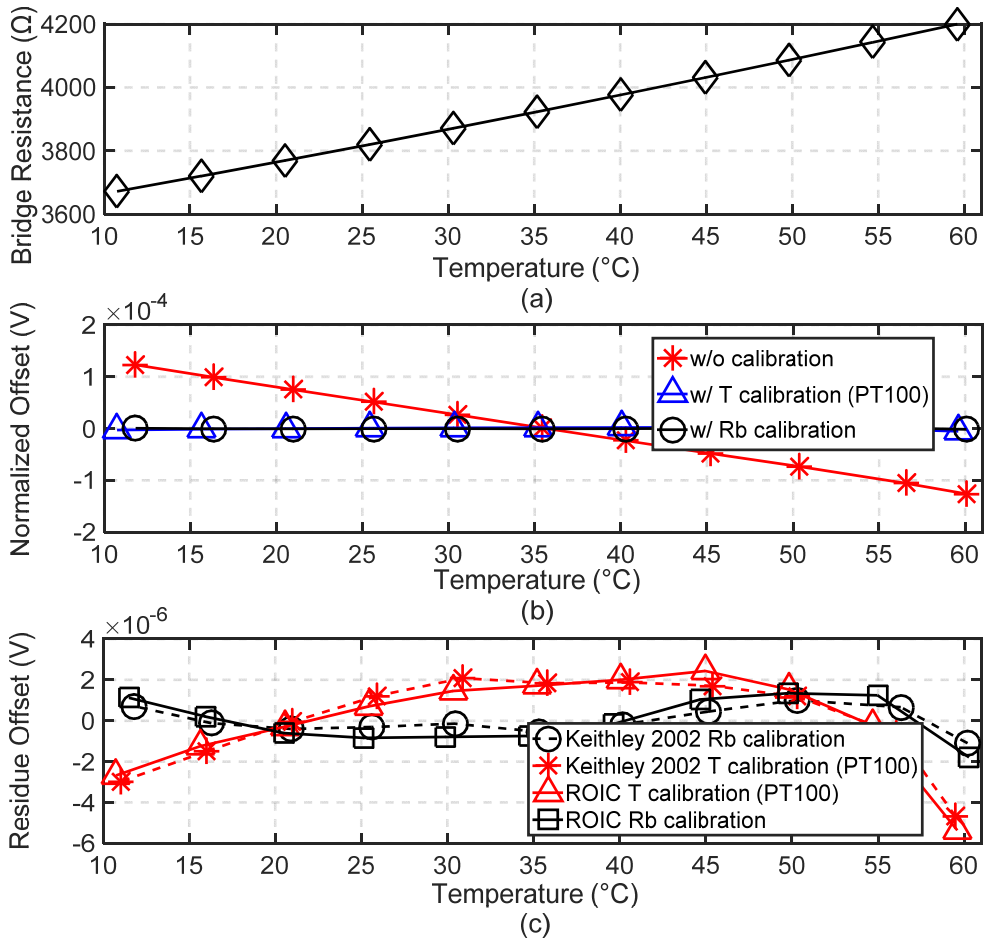 Bridge Resistance (Ω)
4200
4000
3800
3600
10 15 20 25 30 35 40 45 50 55 60
Temperature (°C)
(a)
Normalized Offset (V)
×10-4
2
1
0
-1
-2
w/o calibration
w/ T calibration (PT100)
w/ Rb calibration
10 15 20 25 30 35 40 45 50 55 60
Temperature (°C)
(b)
Residue Offset (V)
×10-6
4
2
0
-2
-4
-6
Keithley 2002 Rb calibration
Keithley 2002 T calibration (PT100)
ROIC T calibration (PT100)
ROIC Rb calibration
10 15 20 25 30 35 40 45 50 55 60
Temperature (°C)
(c)